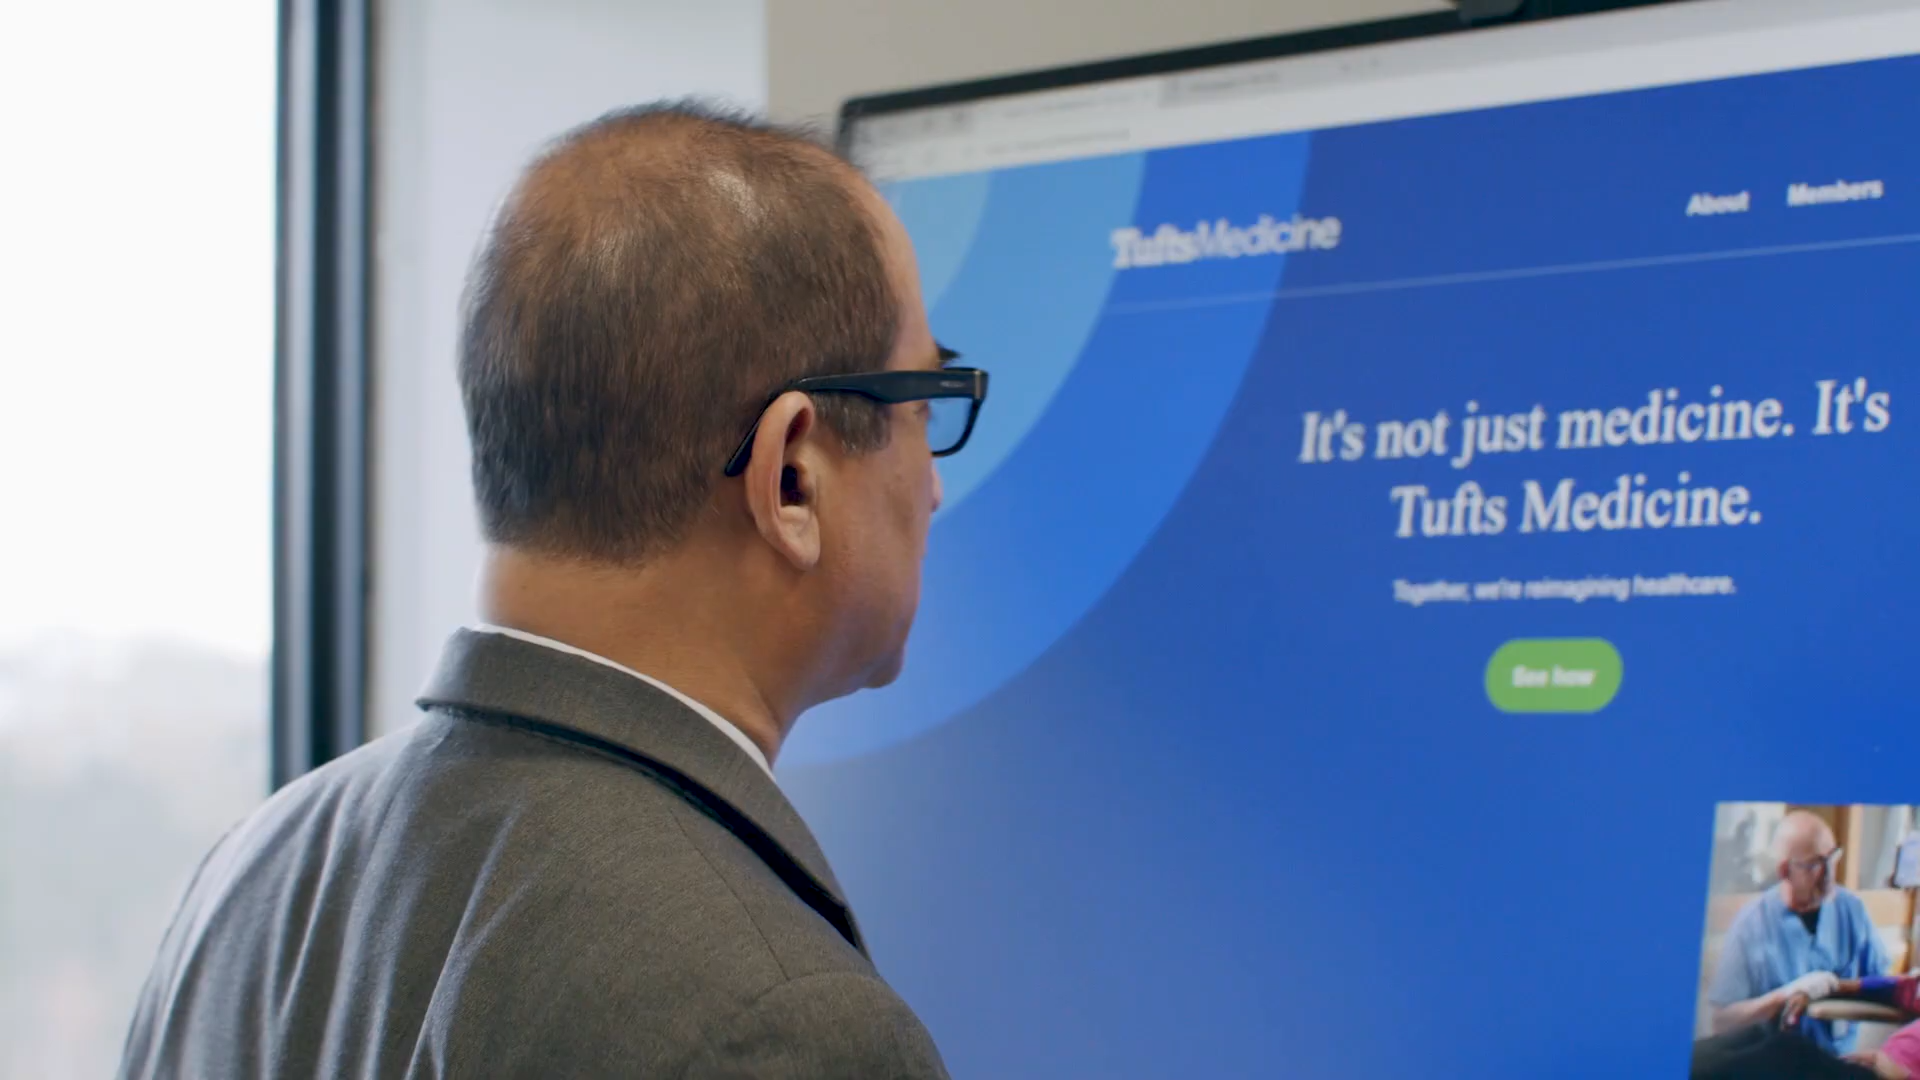 TuftsMedicine
About Members
It's not just medicine. It's
Tufts Medicine.
Together, we're reimagining healthcare.
See how